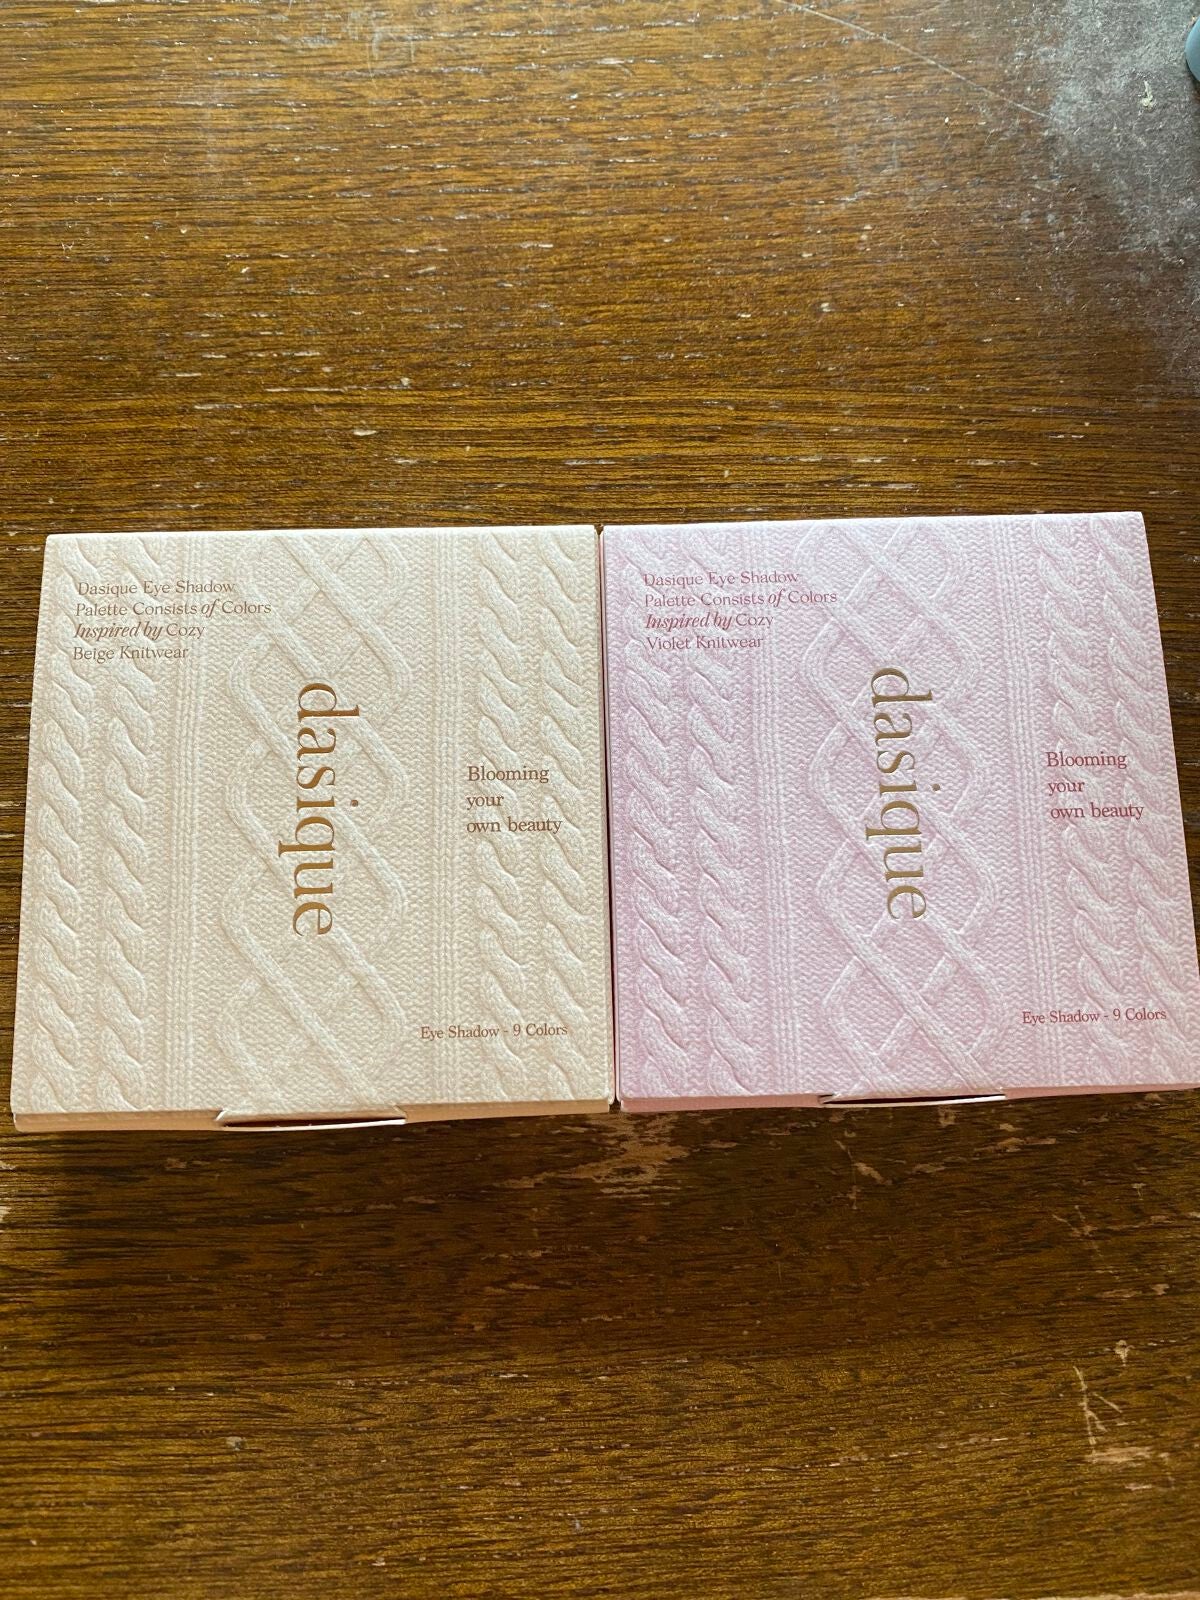 Dasique Eye Shadow
Palette Consists of Colors
Inspired by Cozy
Beige Knitwear
dasique
Blooming
your
own beauty
Eye Shadow - 9 Colors
Dasique Eye Shadow
Palette Consists of Colors
Inspired by Cozy
Violet Knitwear
dasique
Blooming
your
own beauty
Eye Shadow - 9 Colors